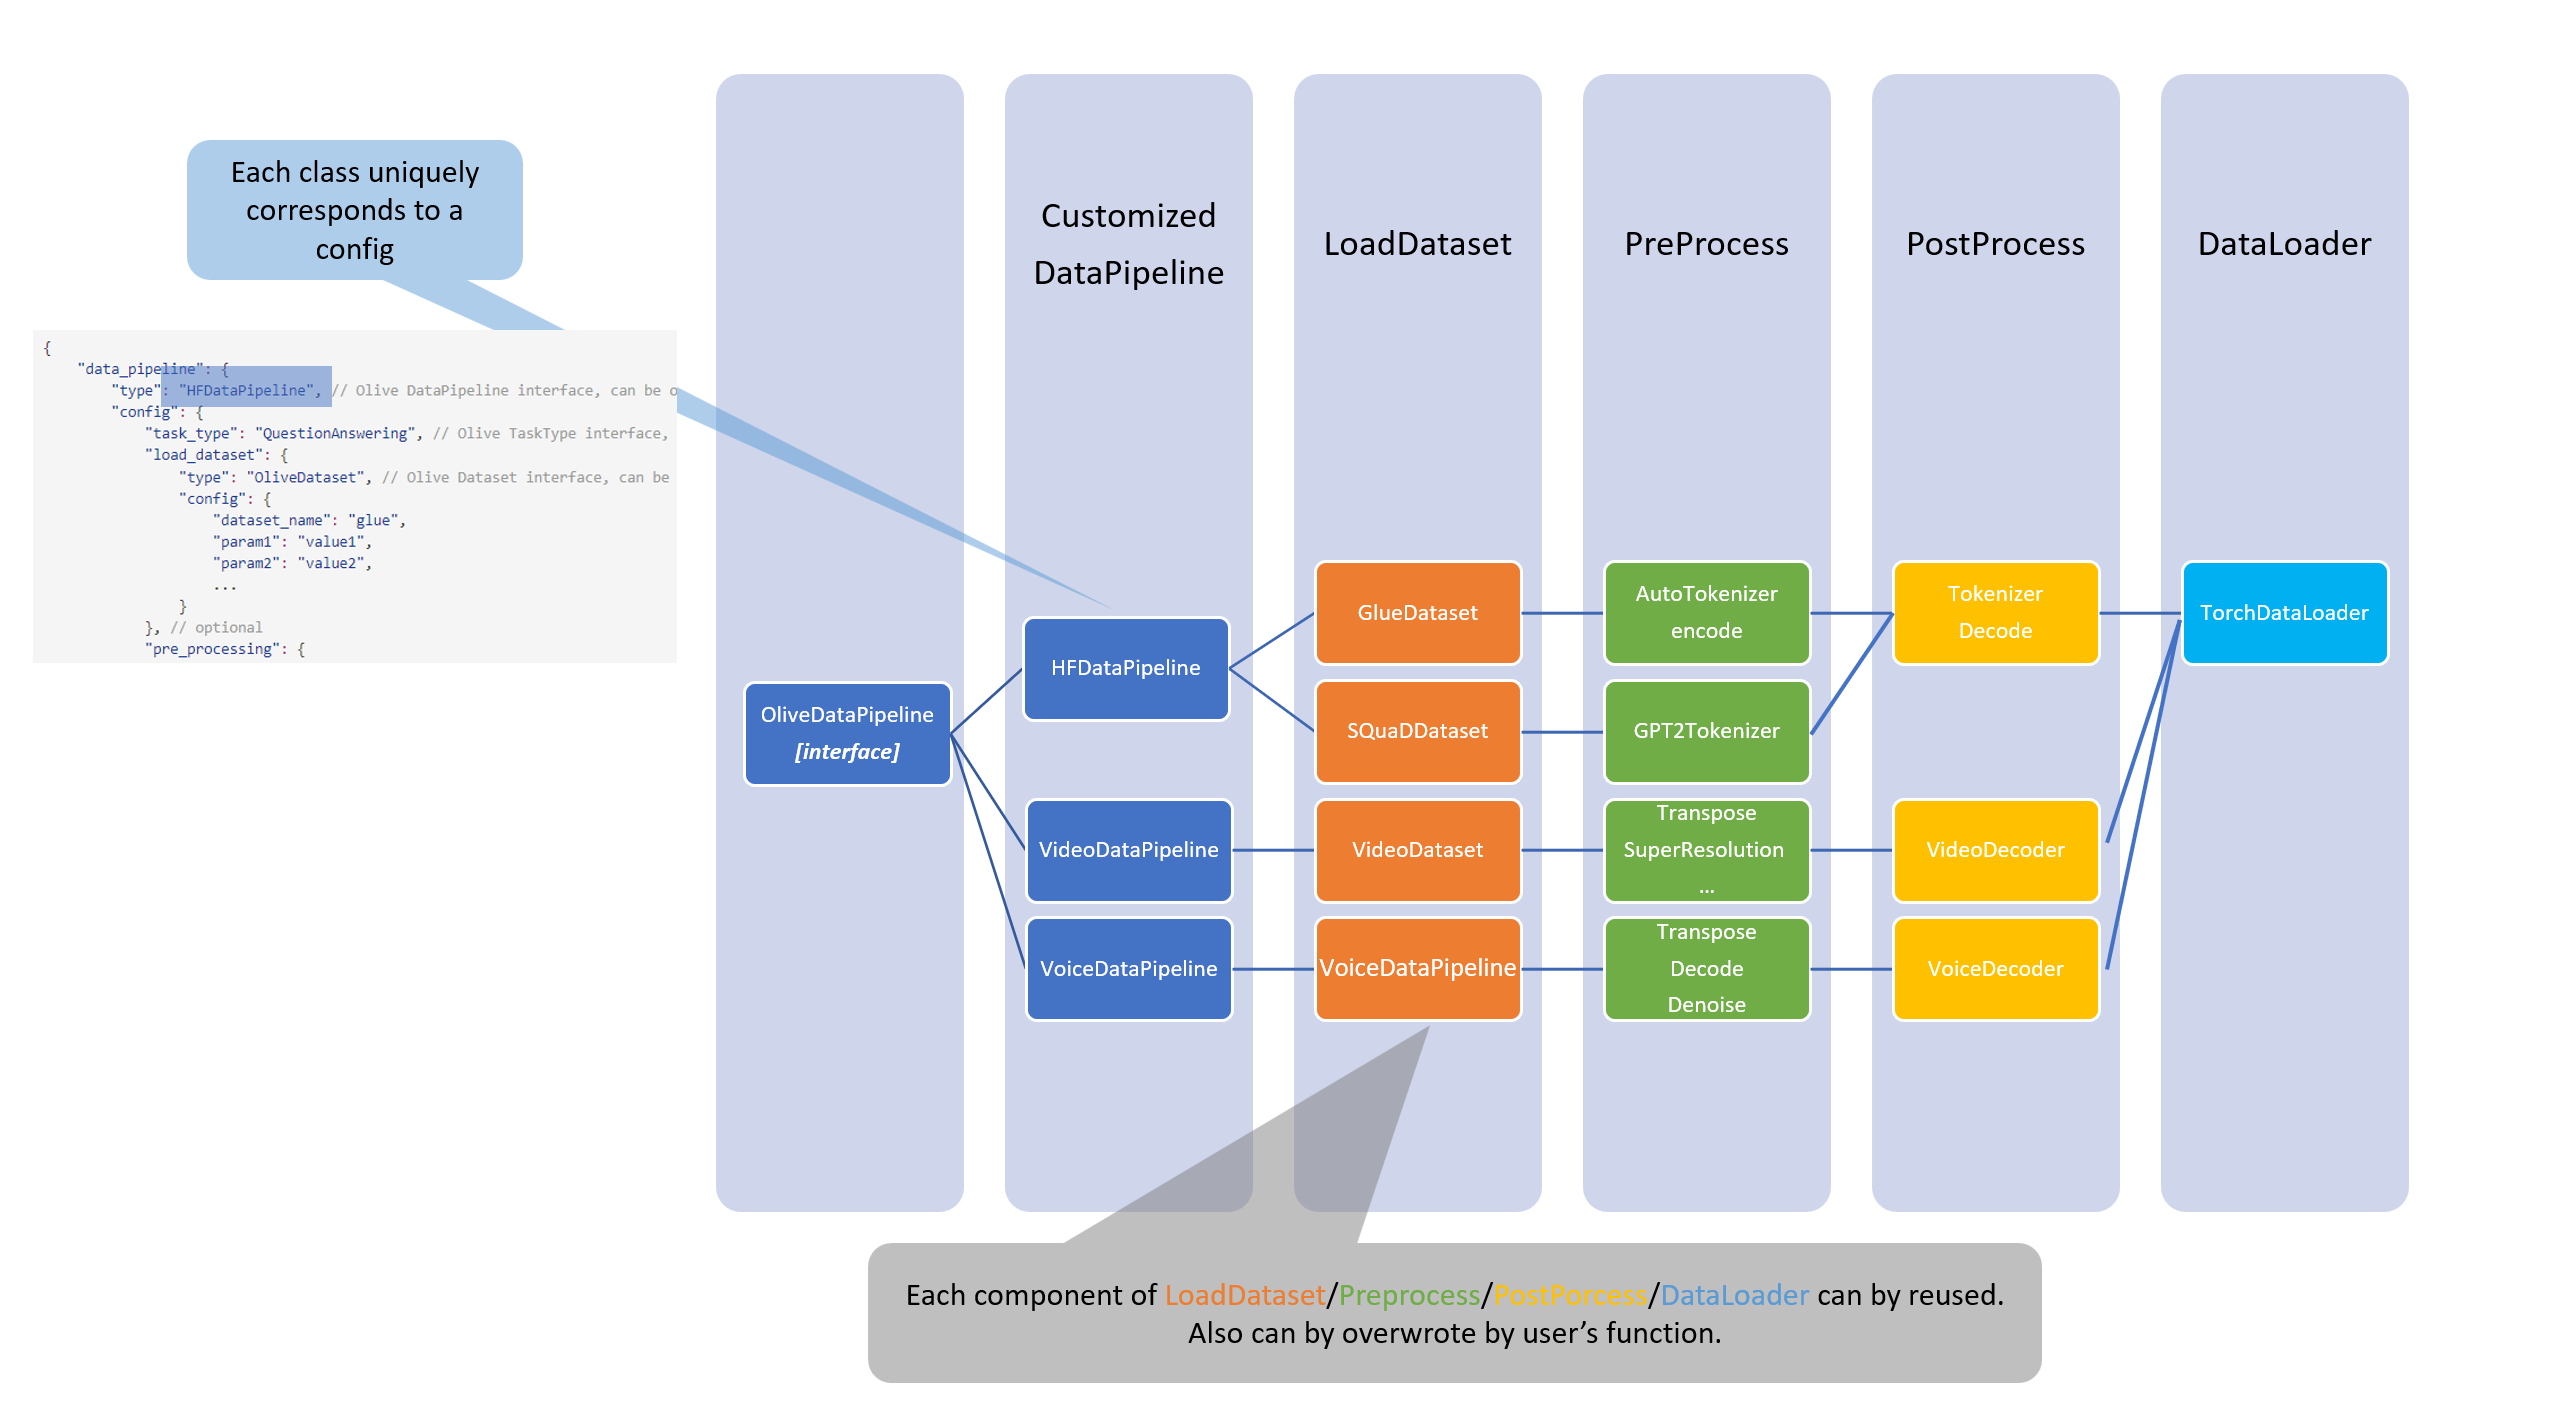 Each class uniquely
corresponds to a
config
{
"data_pipeline": {
"type": "HFDataPipeline", // Olive DataPipeline interface, can be o
"config": {
"task_type": "QuestionAnswering", // Olive TaskType interface,
"load_dataset": {
"type": "OliveDataset", // Olive Dataset interface, can be
"config": {
"dataset_name": "glue",
"param1": "value1",
"param2": "value2",
...
}
}, // optional
"pre_processing": {
Customized
DataPipeline
LoadDataset
PreProcess
PostProcess
DataLoader
OliveDataPipeline
[interface]
HFDataPipeline
VideoDataPipeline
VoiceDataPipeline
GlueDataset
SQuaDDataset
VideoDataset
VoiceDataPipeline
AutoTokenizer
encode
GPT2Tokenizer
Transpose
SuperResolution
...
Transpose
Decode
Denoise
Tokenizer
Decode
VideoDecoder
VoiceDecoder
TorchDataLoader
Each component of LoadDataset/Preprocess/PostPorcess/DataLoader can by reused.
Also can by overwrote by user’s function.